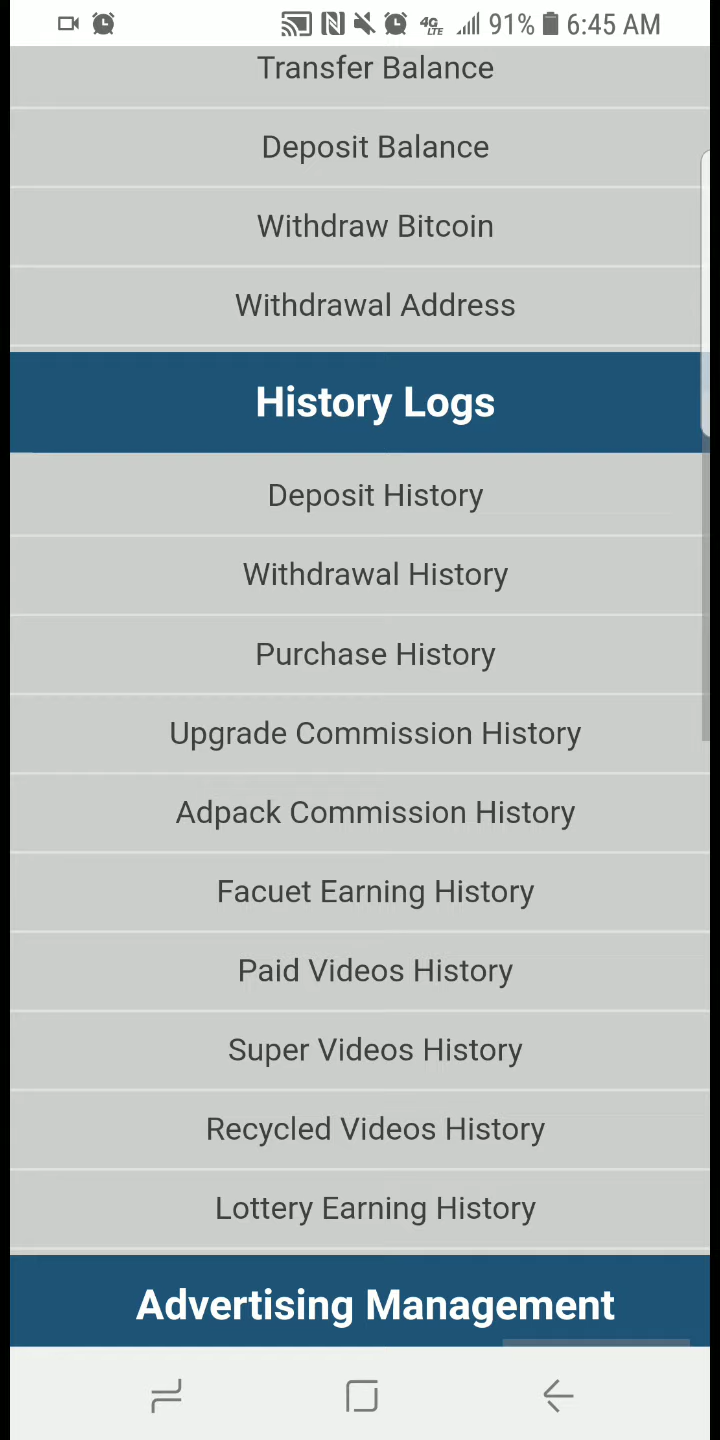 4G LTE 91% 6:45 AM
Transfer Balance
Deposit Balance
Withdraw Bitcoin
Withdrawal Address
History Logs
Deposit History
Withdrawal History
Purchase History
Upgrade Commission History
Adpack Commission History
Facuet Earning History
Paid Videos History
Super Videos History
Recycled Videos History
Lottery Earning History
Advertising Management